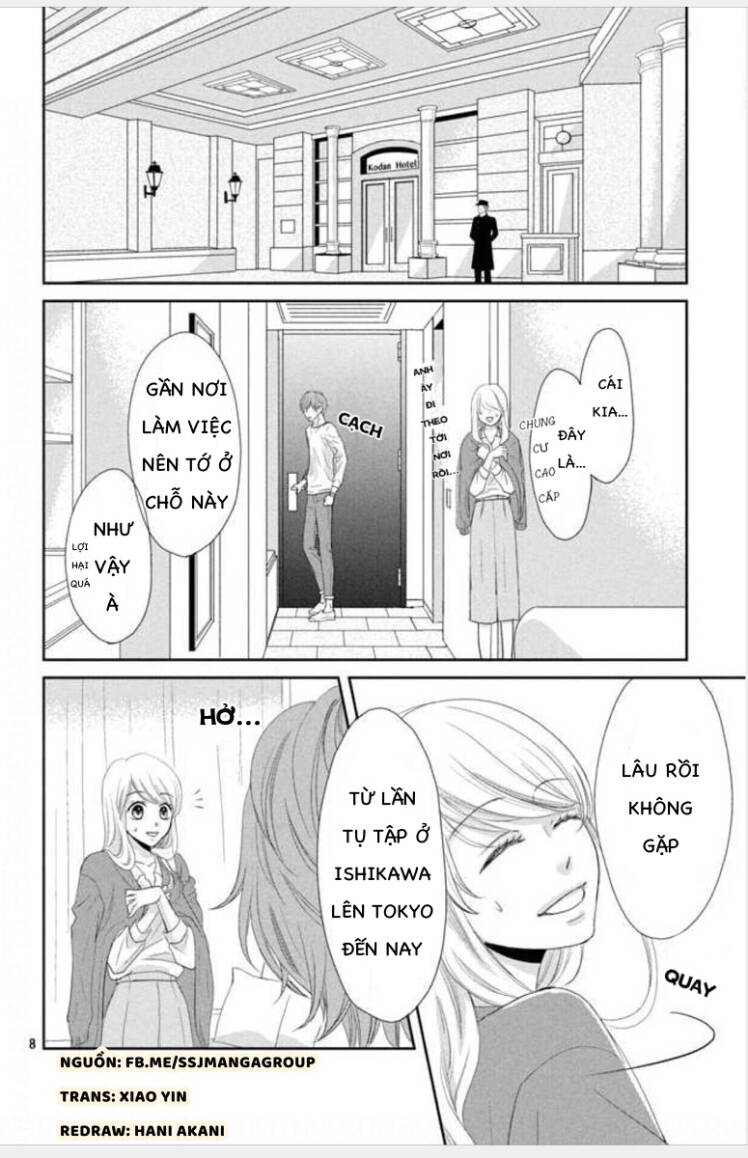 Kodan Hotel
CÁI
KIA...
ĐÂY
LÀ...
CHUNG
CƯ
CAO
CẤP
ANH
ẤY
ĐI
THEO
TỚI
NƠI
RỒI...
CẠCH
GẦN NƠI
LÀM VIỆC
NÊN TỚ Ở
CHỖ NÀY
NHƯ
VẬY
À
LỢI
HẠI
QUÁ
LÂU RỒI
KHÔNG
GẶP
QUAY
TỪ LẦN
TỤ TẬP Ở
ISHIKAWA
LÊN TOKYO
ĐẾN NAY
HỞ...
8
NGUỒN: FB.ME/SSJMANGAGROUP
TRANS: XIAO YIN
REDRAW: HANI AKANI